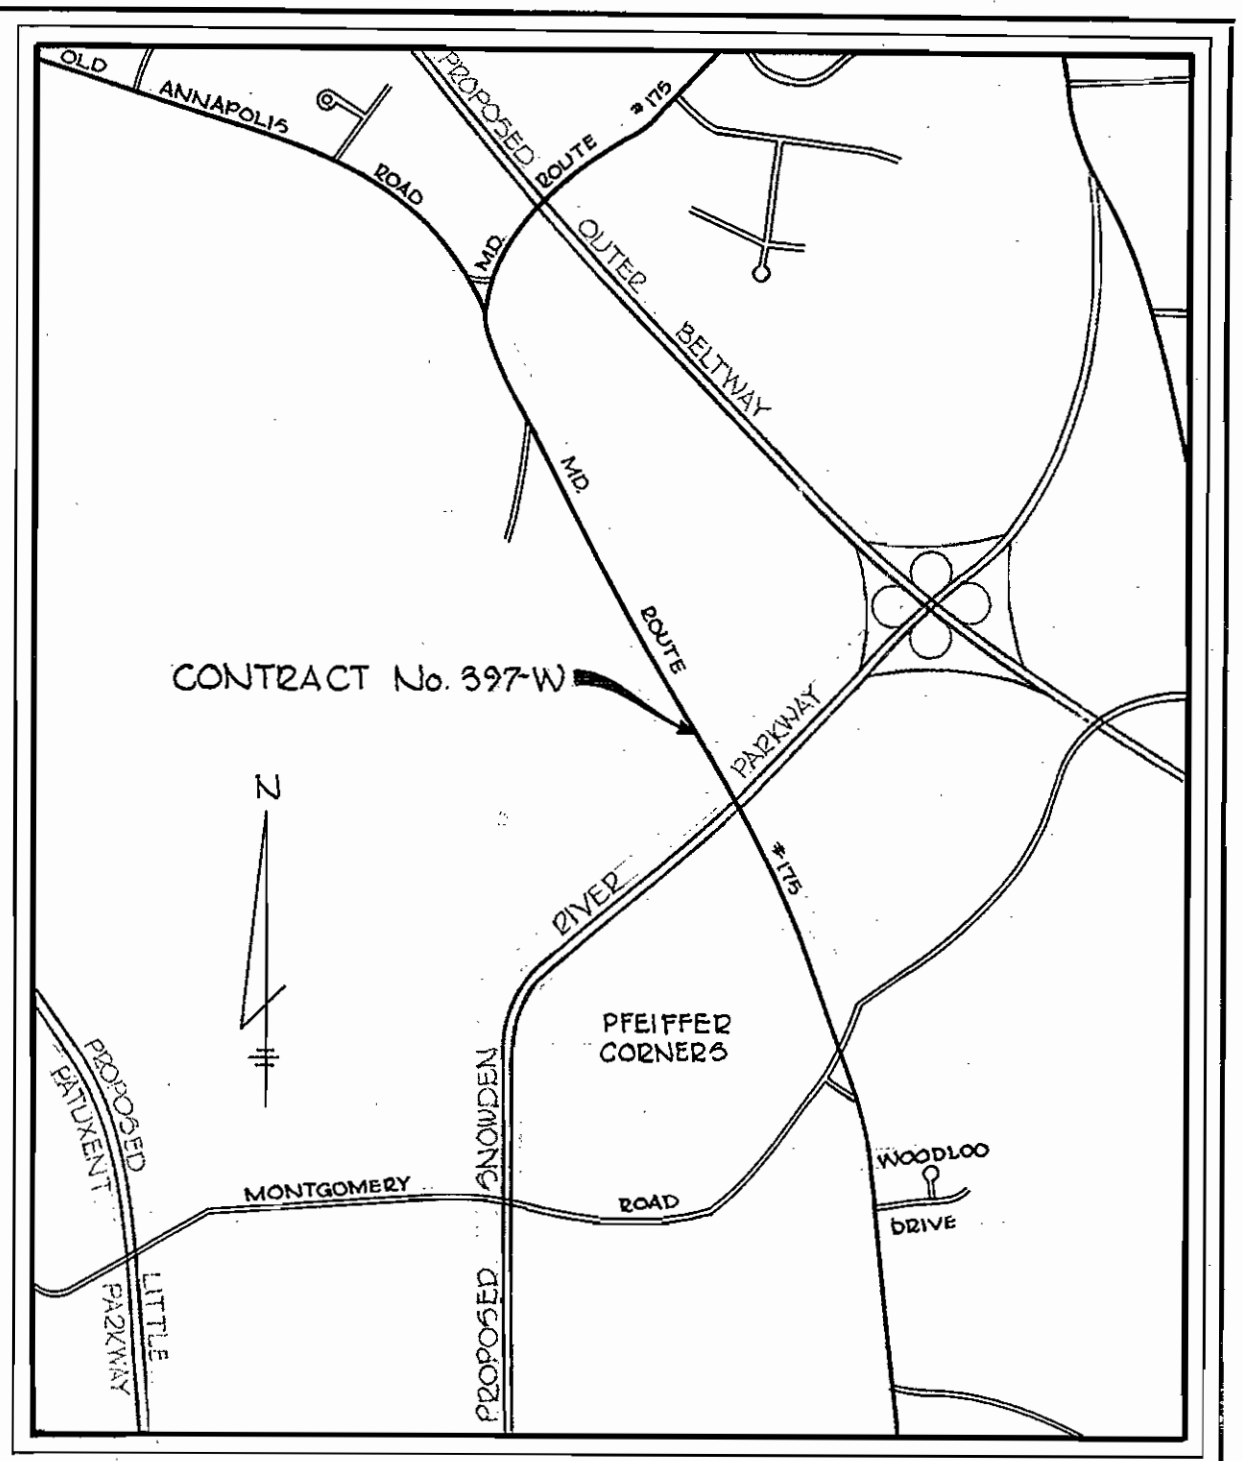 OLD ANNAPOLIS ROAD
PROPOSED OUTER BELTWAY
MD. ROUTE # 175
MD. ROUTE # 175
CONTRACT No. 397-W
N
PROPOSED SNOWDEN RIVER PARKWAY
PFEIFFER
CORNERS
PROPOSED LITTLE
PATUXENT PARKWAY
MONTGOMERY ROAD
WOODLOO
DRIVE